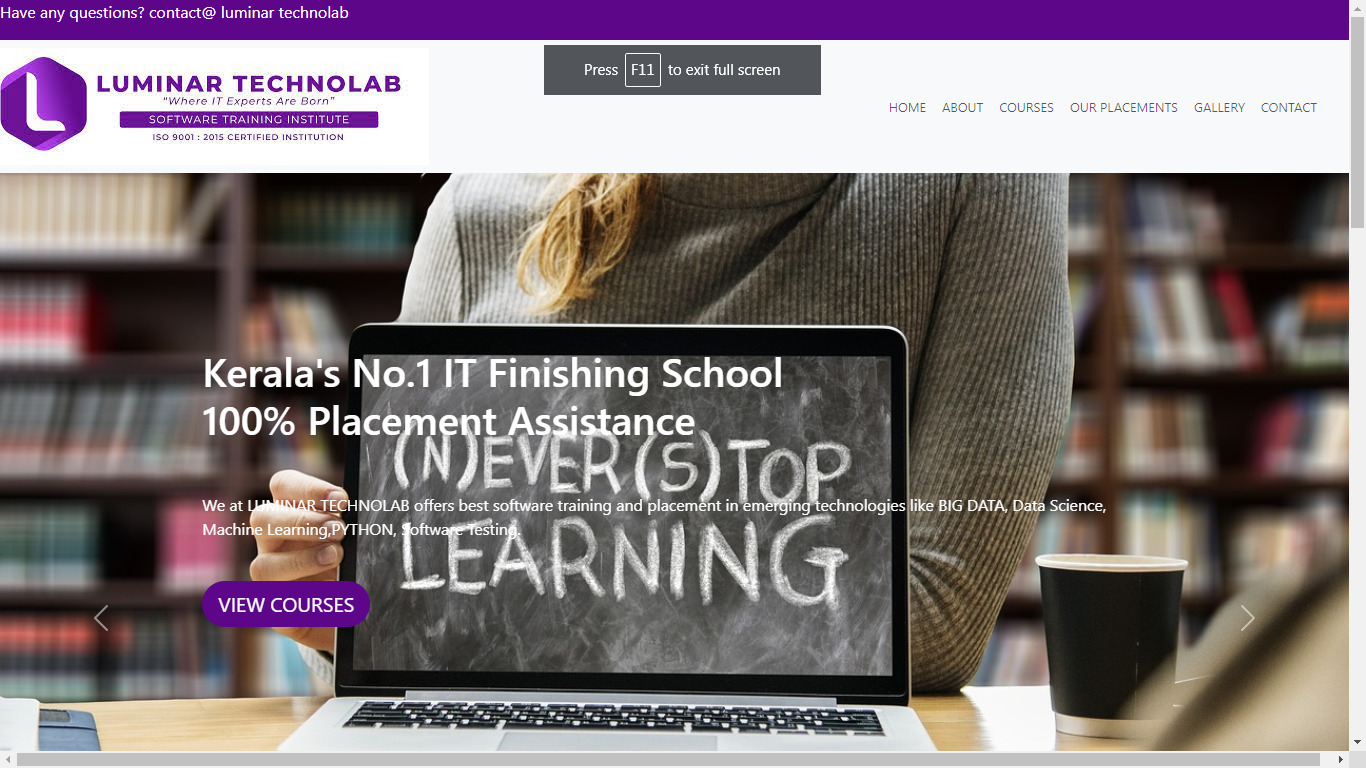 Have any questions? contact@ luminar technolab
LUMINAR TECHNOLAB
"Where IT Experts Are Born"
SOFTWARE TRAINING INSTITUTE
ISO 9001 : 2015 CERTIFIED INSTITUTION
Press F11 to exit full screen
HOME ABOUT COURSES OUR PLACEMENTS GALLERY CONTACT
Kerala's No.1 IT Finishing School
100% Placement Assistance
(N)EVER (S)TOP
We at LUMINAR TECHNOLAB offers best software training and placement in emerging technologies like BIG DATA, Data Science,
Machine Learning,PYTHON, Software Testing.
LEARNING
VIEW COURSES